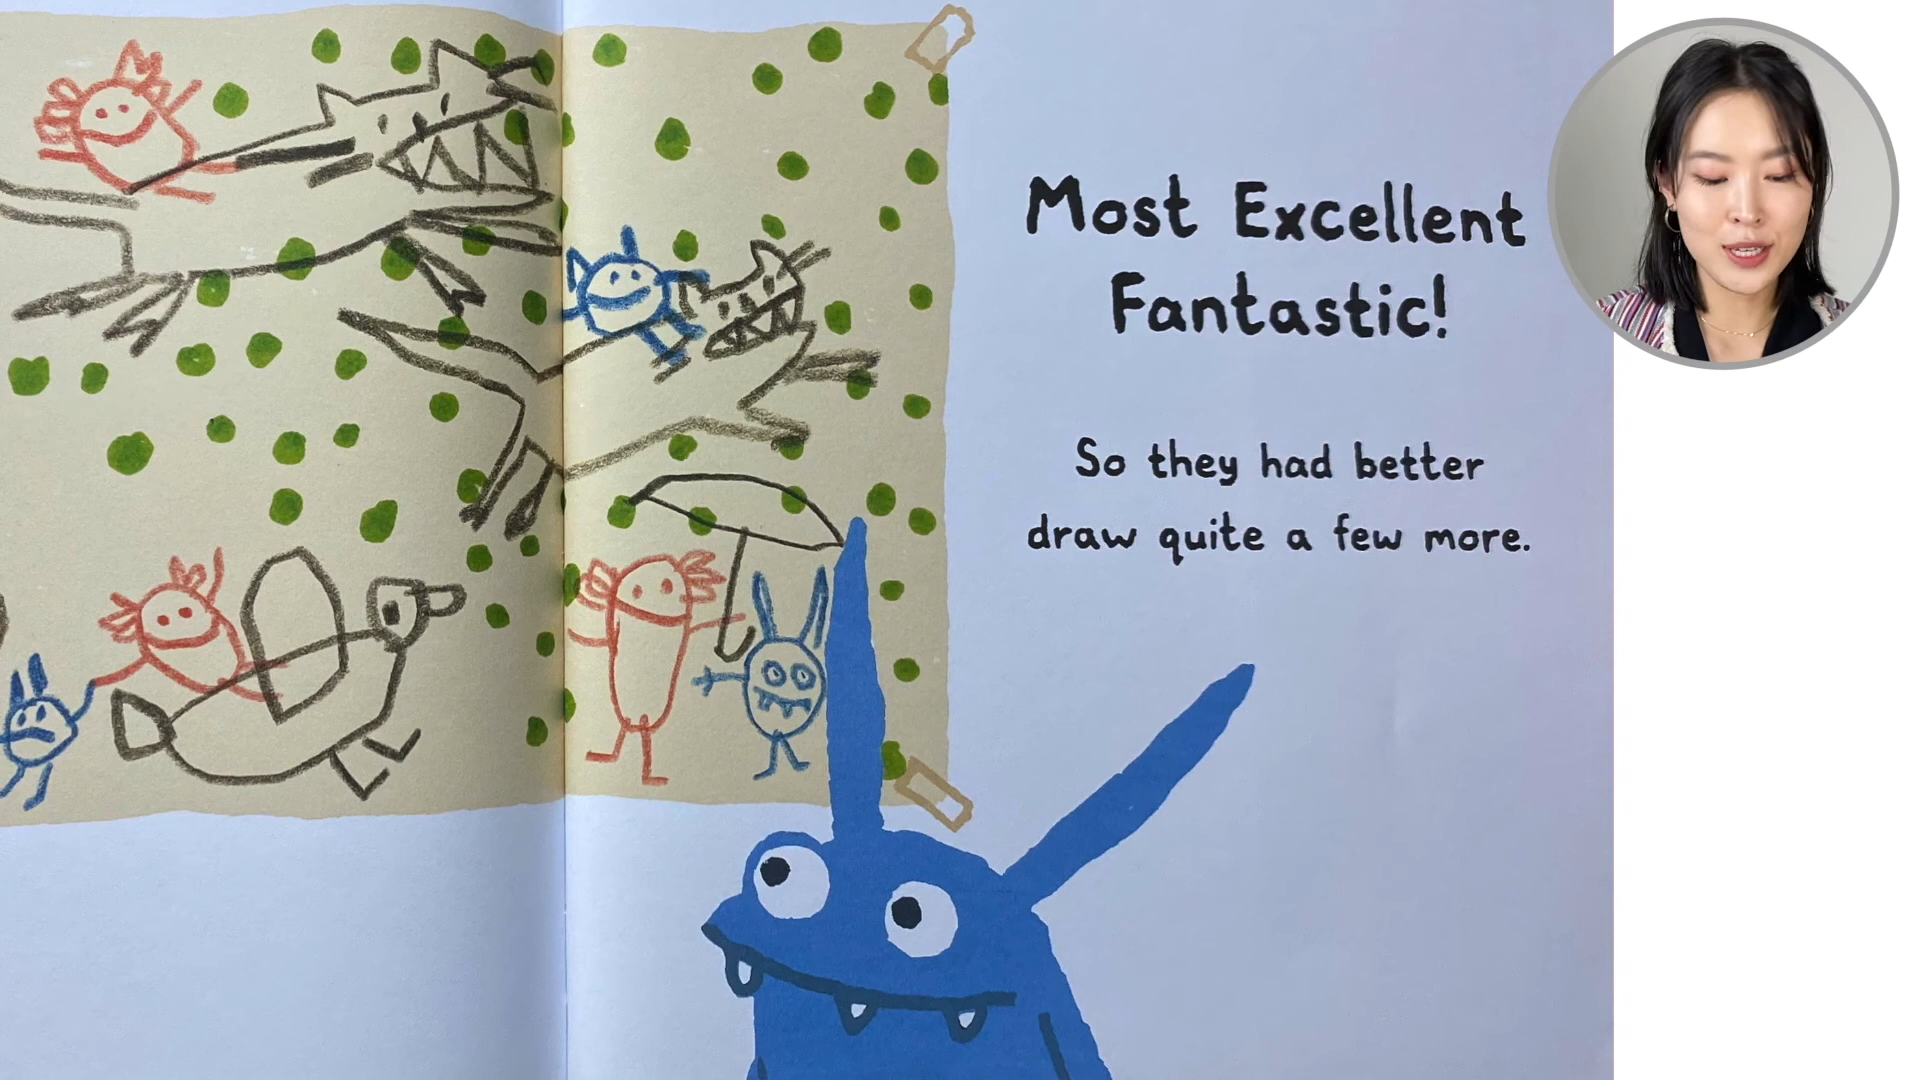 Most Excellent
Fantastic!
So they had better
draw quite a few more.